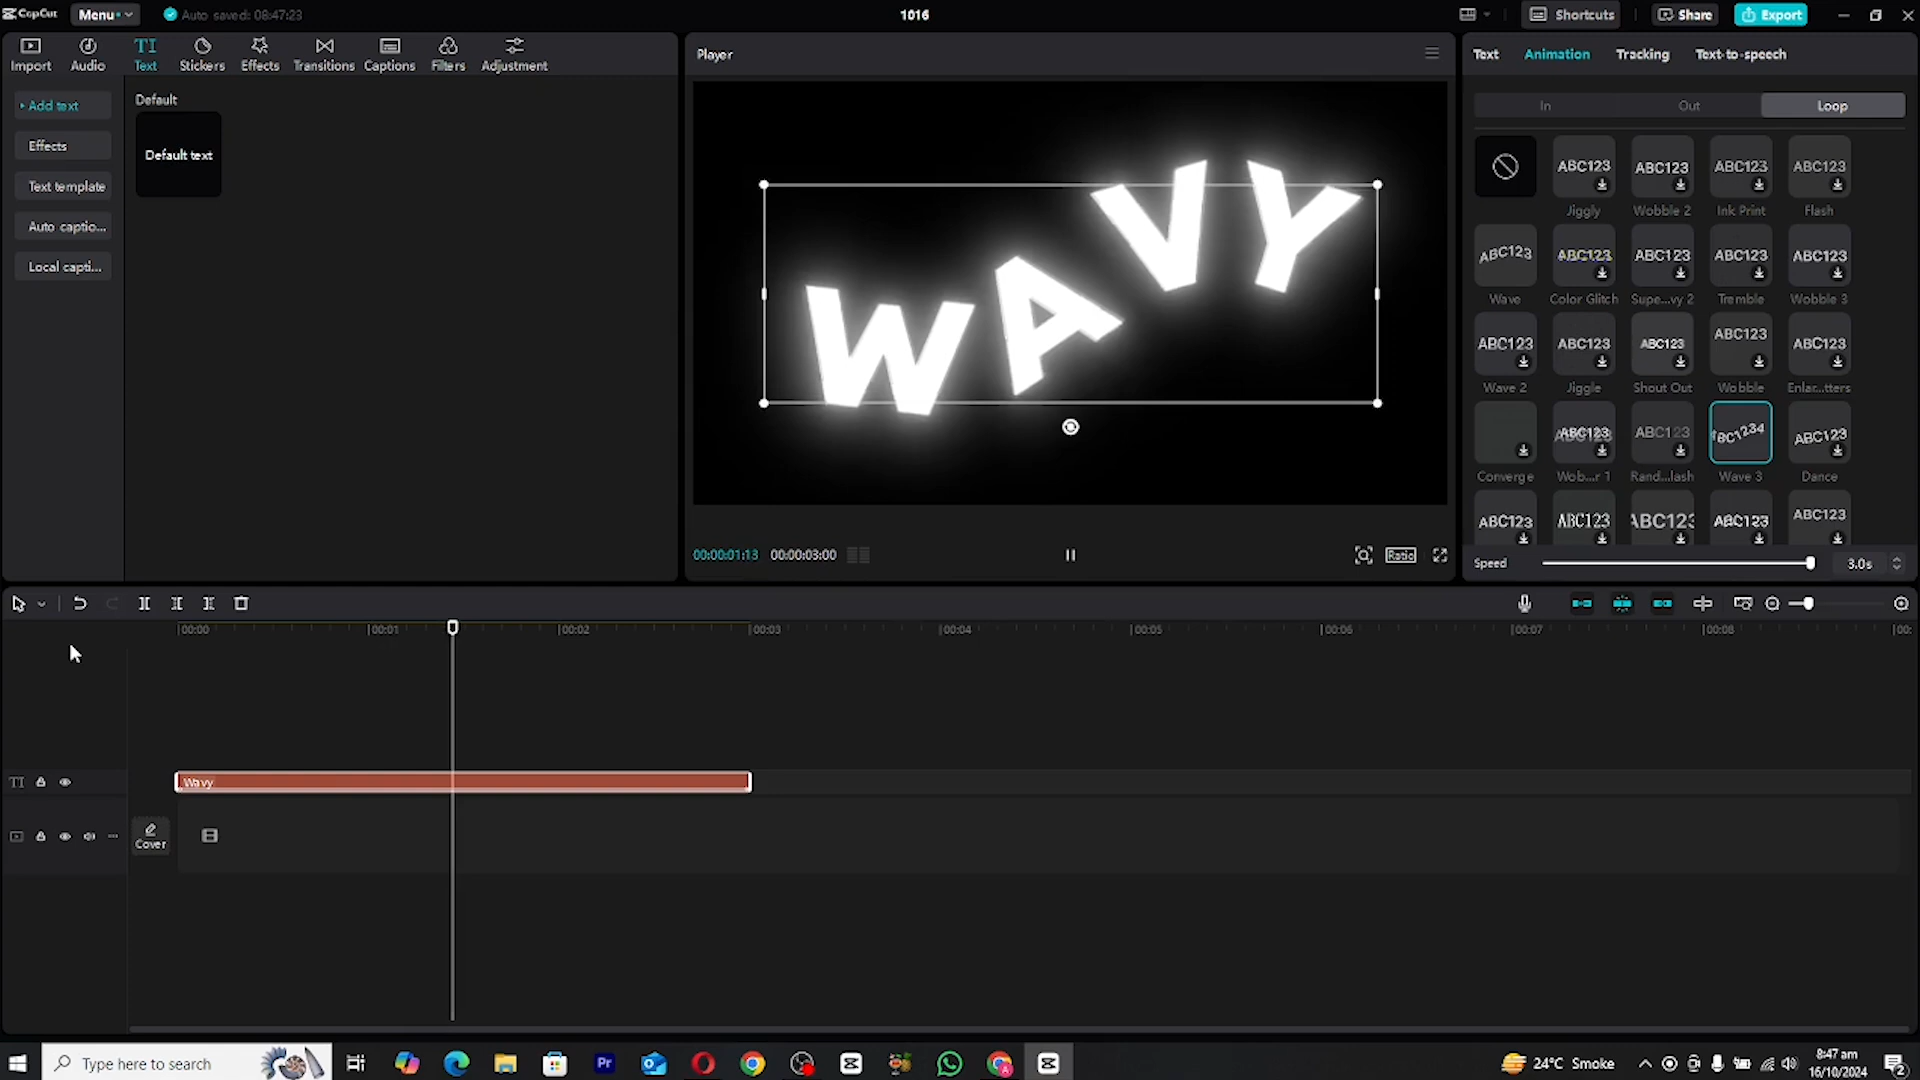 CapCut Menu Auto saved: 08:47:23 1016 Shortcuts Share Export
Import Audio TI Text Stickers Effects Transitions Captions Filters Adjustment
Add text
Effects
Text template
Auto captio...
Local capti...
Default
Default text
Player
WAVY
00:00:01:13 00:00:03:00 Ratio
Text Animation Tracking Text-to-speech
In Out Loop
ABC123 ABC123 ABC123 ABC123
Jiggly Wobble 2 Ink Print Flash
ABC123 ABC123 ABC123 ABC123 ABC123
Wave Color Glitch Supe...vy 2 Tremble Wobble 3
ABC123 ABC123 ABC123 ABC123 ABC123
Wave 2 Jiggle Shout Out Wobble Enlar...tters
ABC123 ABC123 ABC123
Converge Wob...r 1 Rand...lash Wave 3 Dance
ABC123 ABC123 ABC123 ABC123 ABC123
Speed 3.0s
00:00 00:01 00:02 00:03 00:04 00:05 00:06 00:07 00:08 00:
TI Wavy
Cover
Type here to search Pr 24°C Smoke 8:47 am
16/10/2024 2